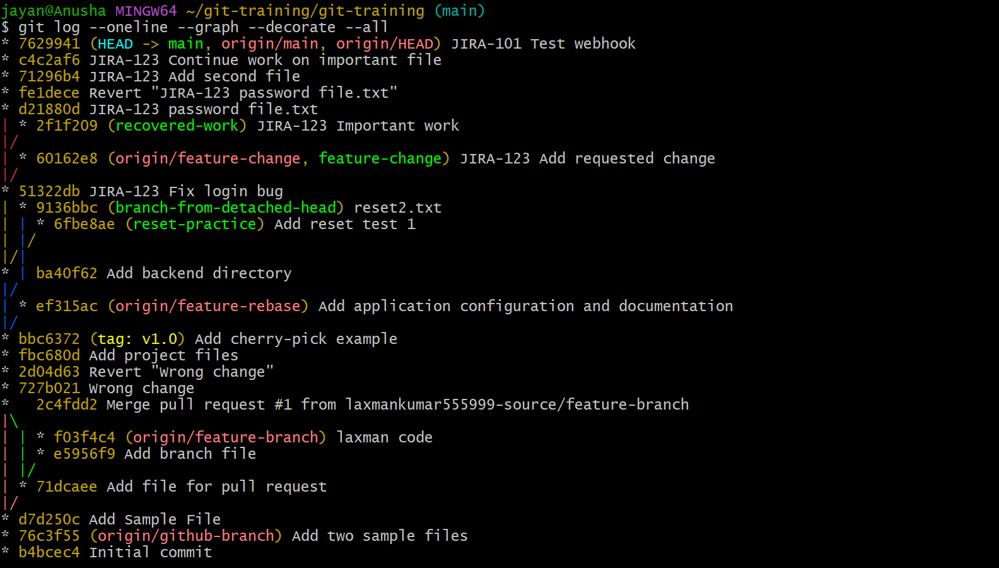 jayan@Anusha MINGW64 ~/git-training/git-training (main)
$ git log --oneline --graph --decorate --all
* 7629941 (HEAD -> main, origin/main, origin/HEAD) JIRA-101 Test webhook
* c4c2af6 JIRA-123 Continue work on important file
* 71296b4 JIRA-123 Add second file
* fe1dece Revert "JIRA-123 password file.txt"
* d21880d JIRA-123 password file.txt
| * 2f1f209 (recovered-work) JIRA-123 Important work
|/
| * 60162e8 (origin/feature-change, feature-change) JIRA-123 Add requested change
|/
* 51322db JIRA-123 Fix login bug
| * 9136bbc (branch-from-detached-head) reset2.txt
| | * 6fbe8ae (reset-practice) Add reset test 1
| |/
|/|
* | ba40f62 Add backend directory
|/
| * ef315ac (origin/feature-rebase) Add application configuration and documentation
|/
* bbc6372 (tag: v1.0) Add cherry-pick example
* fbc680d Add project files
* 2d04d63 Revert "Wrong change"
* 727b021 Wrong change
*   2c4fdd2 Merge pull request #1 from laxmankumar555999-source/feature-branch
|\
| | * f03f4c4 (origin/feature-branch) laxman code
| | * e5956f9 Add branch file
| |/
| * 71dcaee Add file for pull request
|/
* d7d250c Add Sample File
* 76c3f55 (origin/github-branch) Add two sample files
* b4bcec4 Initial commit